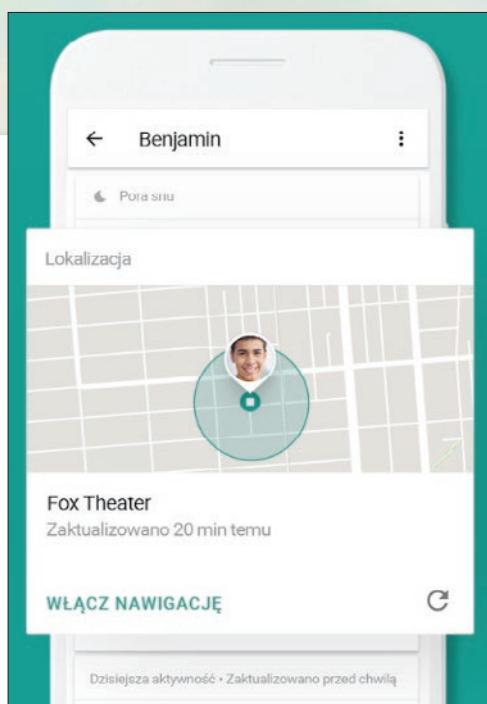 Benjamin
Pora snu
Lokalizacja
Fox Theater
Zaktualizowano 20 min temu
WŁĄCZ NAWIGACJĘ
Dzisiejsza aktywność • Zaktualizowano przed chwilą